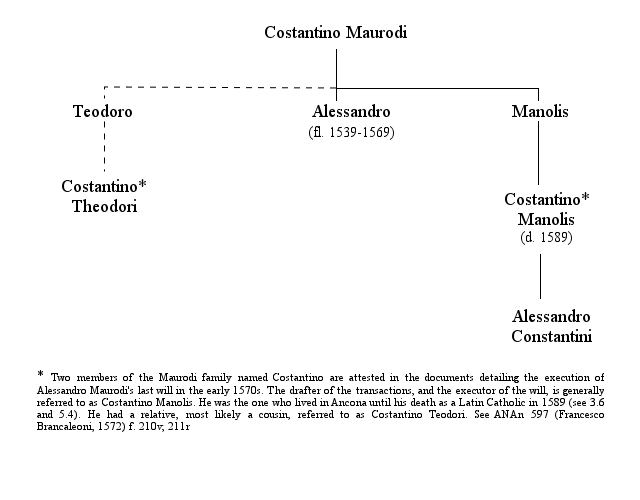 Costantino Maurodi
Teodoro
Alessandro
(fl. 1539-1569)
Manolis
Costantino*
Theodori
Costantino*
Manolis
(d. 1589)
Alessandro
Constantini
* Two members of the Maurodi family named Costantino are attested in the documents detailing the execution of
Alessandro Maurodi's last will in the early 1570s. The drafter of the transactions, and the executor of the will, is generally
referred to as Costantino Manolis. He was the one who lived in Ancona until his death as a Latin Catholic in 1589 (see 3.6
and 5.4). He had a relative, most likely a cousin, referred to as Costantino Teodori. See ANAn 597 (Francesco
Brancaleoni, 1572) f. 210v; 211r